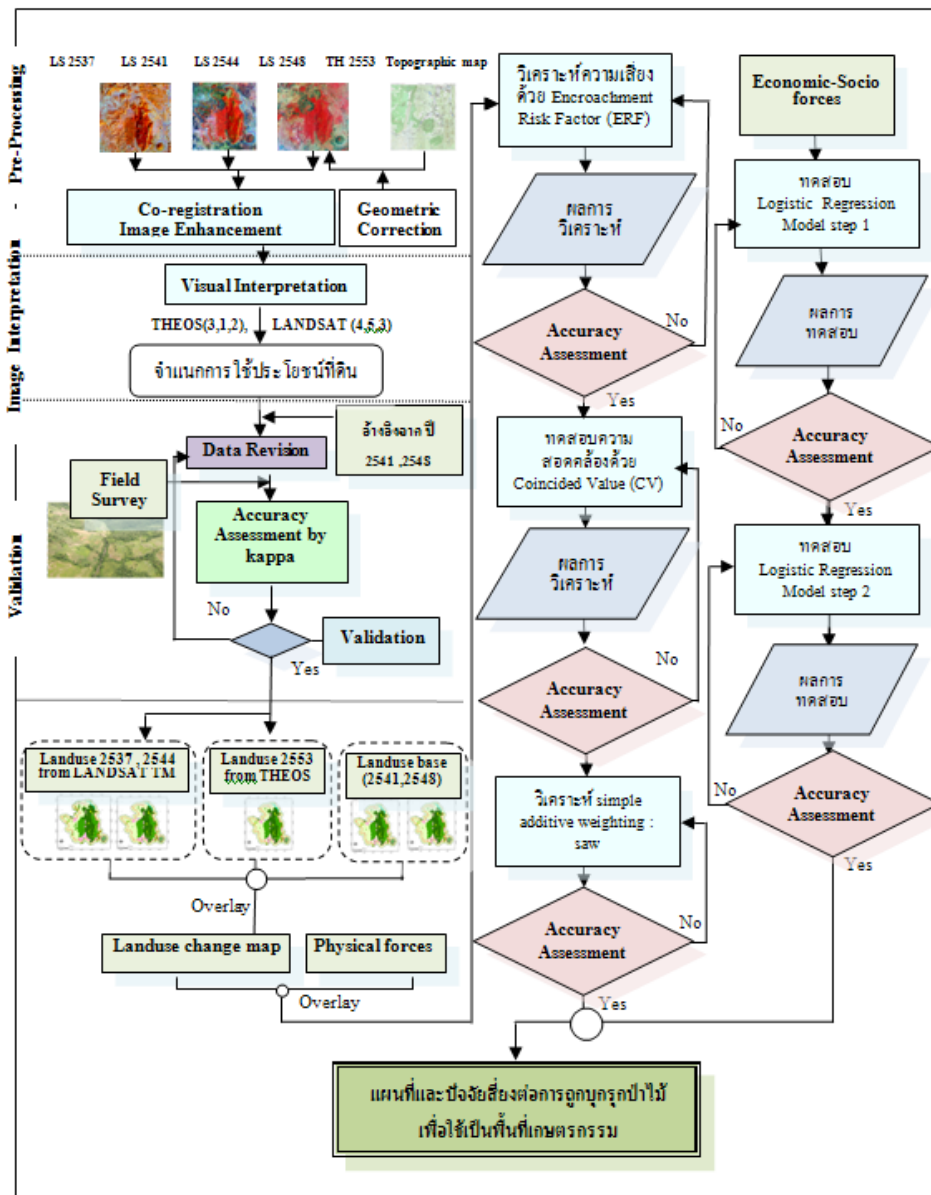 Pre-Processing
LS 2537
LS 2541
LS 2544
LS 2548
TH 2553
Topographic map
Co-registration
Image Enhancement
Geometric
Correction
Image Interpretation
Visual Interpretation
THEOS(3,1,2),
LANDSAT (4,5,3)
จำแนกการใช้ประโยชน์ที่ดิน
Validation
Data Revision
อ้างอิงจาก ปี
2541 ,2548
Field
Survey
Accuracy
Assessment by
kappa
No
Validation
Yes
Landuse 2537 , 2544
from LANDSAT TM
Landuse 2553
from THEOS
Landuse base
(2541,2548)
Overlay
Landuse change map
Physical forces
Overlay
วิเคราะห์ความเสี่ยง
ด้วย Encroachment
Risk Factor (ERF)
ผลการ
วิเคราะห์
Accuracy
Assessment
No
Yes
ทดสอบความ
สอดคล้องด้วย
Coincided Value (CV)
ผลการ
วิเคราะห์
Accuracy
Assessment
No
Yes
วิเคราะห์ simple
additive weighting :
saw
Accuracy
Assessment
No
Yes
Economic-Socio
forces
ทดสอบ
Logistic Regression
Model step 1
ผลการ
ทดสอบ
Accuracy
Assessment
No
Yes
ทดสอบ
Logistic Regression
Model step 2
ผลการ
ทดสอบ
Accuracy
Assessment
No
Yes
แผนที่และปัจจัยสี่ยงต่อการถูกบุกรุกป่าไม้
เพื่อใช้เป็นพื้นที่เกษตรกรรม